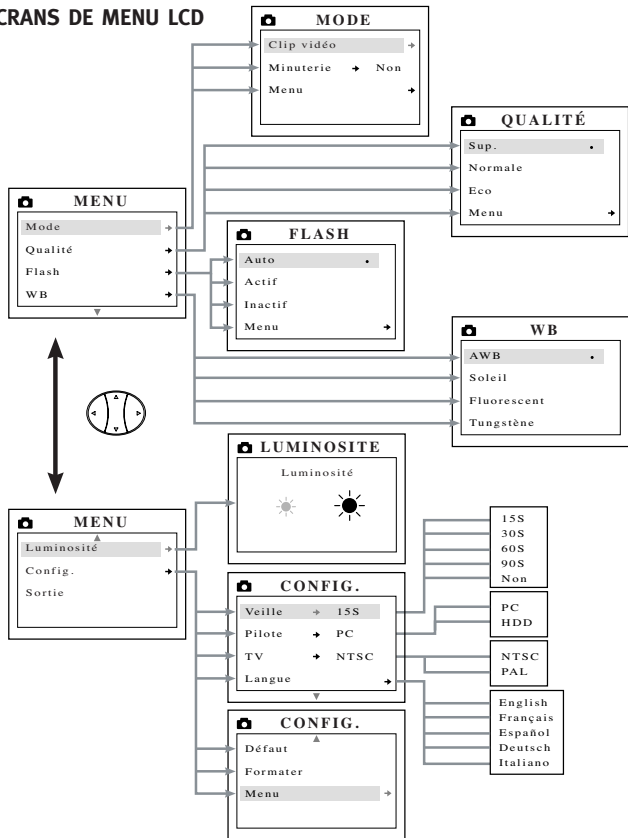 CRANS DE MENU LCD
MODE
Clip vidéo
Minuterie Non
Menu
QUALITÉ
Sup.
Normale
Eco
Menu
MENU
Mode
Qualité
Flash
WB
FLASH
Auto
Actif
Inactif
Menu
WB
AWB
Soleil
Fluorescent
Tungstène
LUMINOSITE
Luminosité
MENU
Luminosité
Config.
Sortie
CONFIG.
Veille 15S
Pilote PC
TV NTSC
Langue
15S
30S
60S
90S
Non
PC
HDD
NTSC
PAL
English
Français
Español
Deutsch
Italiano
CONFIG.
Défaut
Formater
Menu